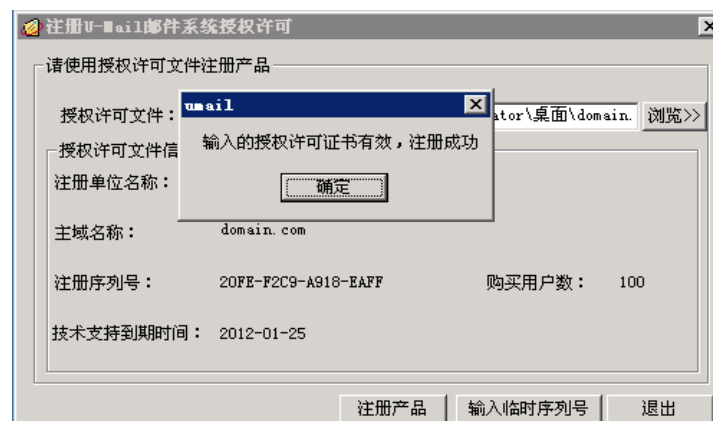 注册U-Mail邮件系统授权许可
请使用授权许可文件注册产品
授权许可文件：
ator\桌面\domain.
浏览>>
umail
输入的授权许可证书有效，注册成功
确定
授权许可文件信
注册单位名称：
主域名称： domain.com
注册序列号： 20FE-F2C9-A918-EAFF 购买用户数： 100
技术支持到期时间： 2012-01-25
注册产品 输入临时序列号 退出